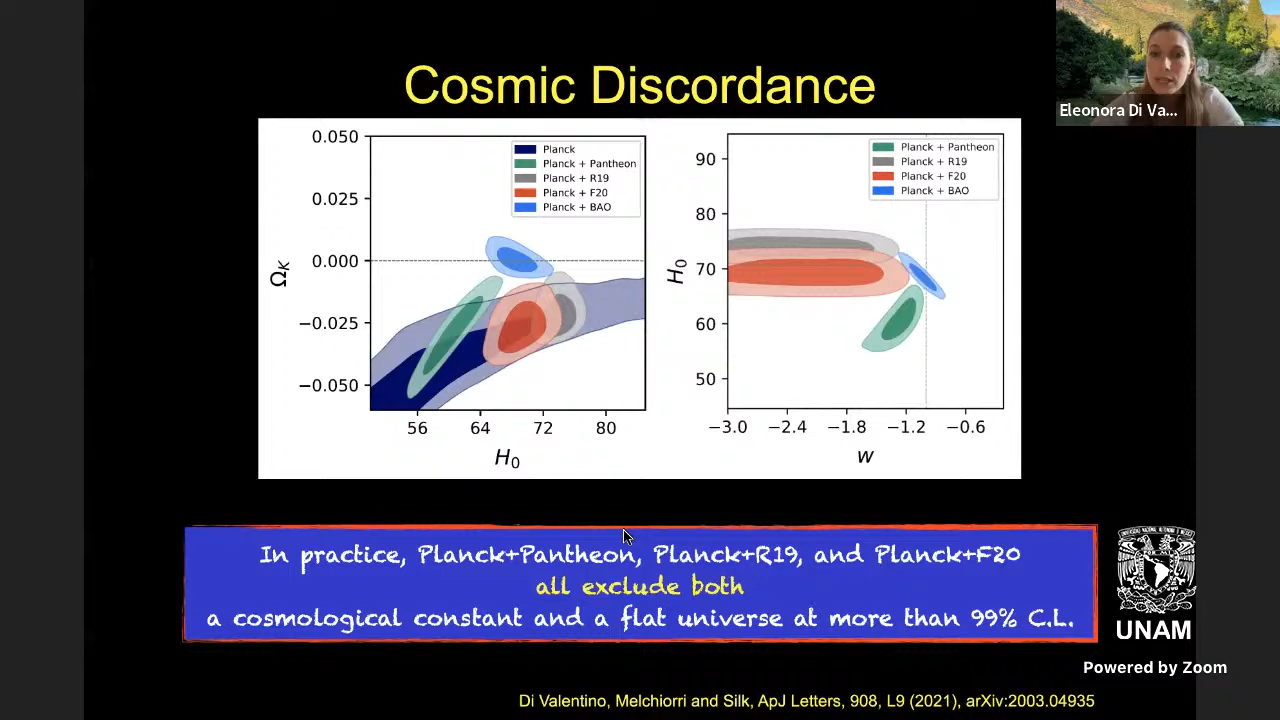 Cosmic Discordance
Eleonora Di Va...
0.050
0.025
0.000
−0.025
−0.050
Ω_K
56 64 72 80
H_0
Planck
Planck + Pantheon
Planck + R19
Planck + F20
Planck + BAO
90
80
70
60
50
H_0
−3.0 −2.4 −1.8 −1.2 −0.6
w
Planck + Pantheon
Planck + R19
Planck + F20
Planck + BAO
In practice, Planck+Pantheon, Planck+R19, and Planck+F20
all exclude both
a cosmological constant and a flat universe at more than 99% C.L.
UNAM
Powered by Zoom
Di Valentino, Melchiorri and Silk, ApJ Letters, 908, L9 (2021), arXiv:2003.04935